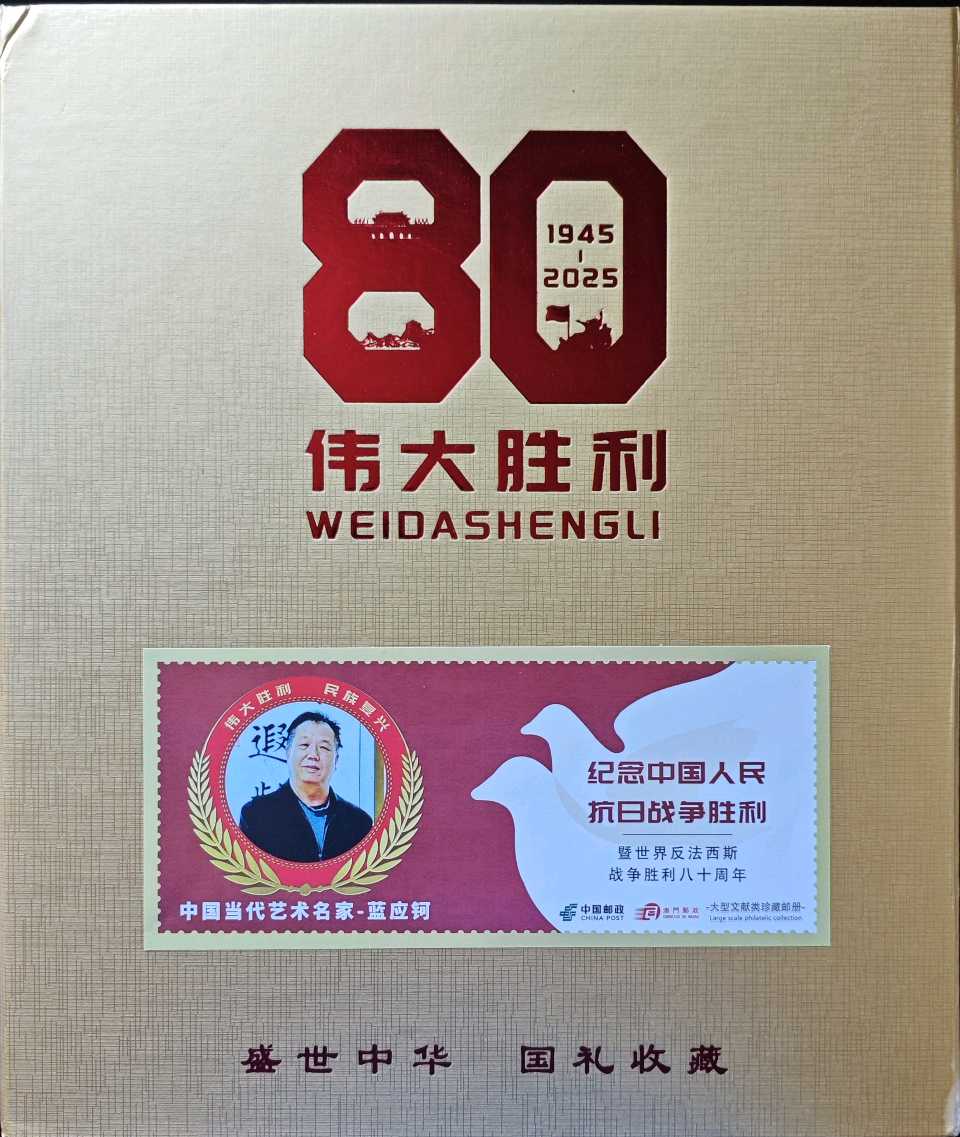 80
1945
-
2025
伟大胜利
WEIDASHENGLI
伟大胜利 民族复兴
遐
中国当代艺术名家-蓝应钶
纪念中国人民
抗日战争胜利
暨世界反法西斯
战争胜利八十周年
中国邮政
CHINA POST
澳門郵政
-大型文献类珍藏邮册-
Large scale philatelic collection
盛世中华 国礼收藏